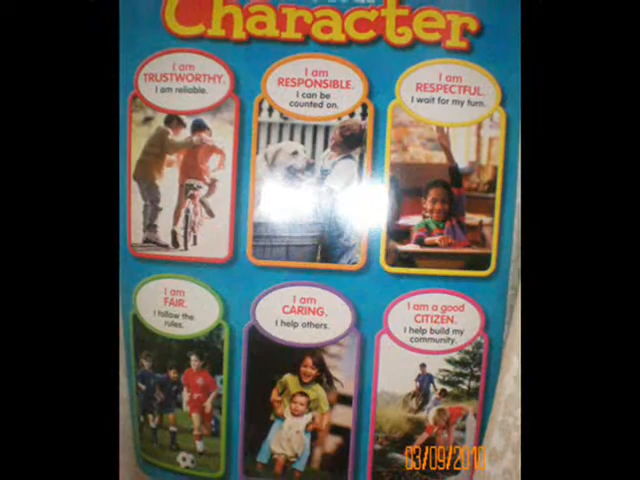 Character
I am
TRUSTWORTHY.
I am reliable.
I am
RESPONSIBLE.
I can be
counted on.
I am
RESPECTFUL.
I wait for my turn.
I am
FAIR.
I follow the
rules.
I am
CARING.
I help others.
I am a good
CITIZEN.
I help build my
community.
03/09/2010